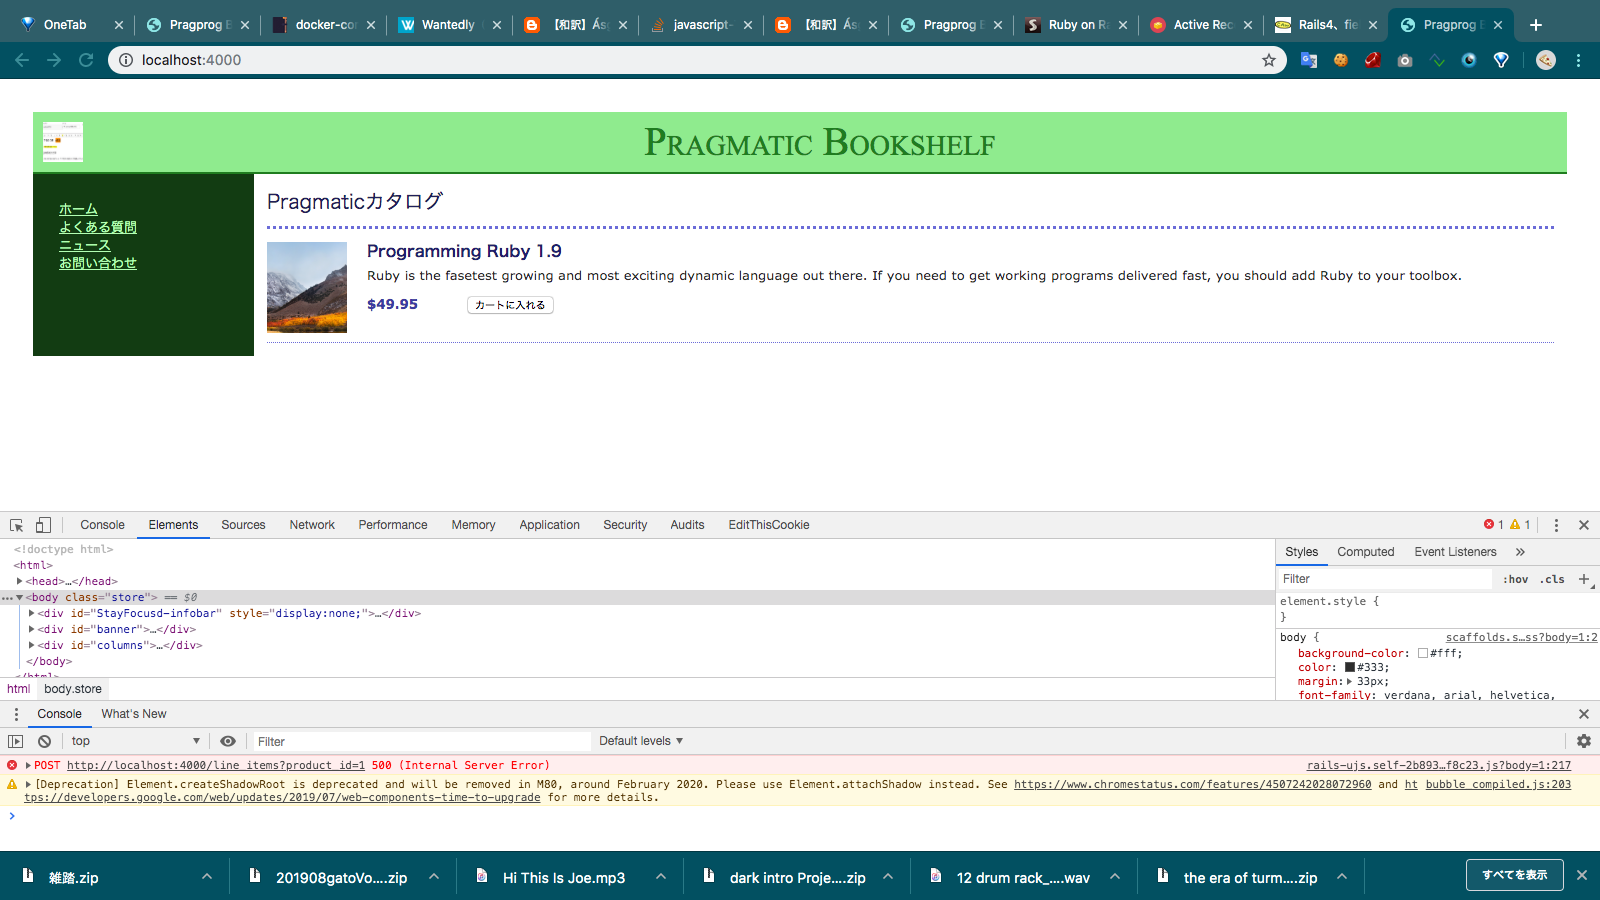 OneTab
Pragprog B
docker-cor
Wantedly
【和訳】Ásg
javascript-
【和訳】Ásg
Pragprog B
Ruby on Ra
Active Rec
Rails4、fie
Pragprog B
localhost:4000
Pragmatic Bookshelf
ホーム
よくある質問
ニュース
お問い合わせ
Pragmaticカタログ
Programming Ruby 1.9
Ruby is the fasetest growing and most exciting dynamic language out there. If you need to get working programs delivered fast, you should add Ruby to your toolbox.
$49.95 カートに入れる
Console Elements Sources Network Performance Memory Application Security Audits EditThisCookie 1 1
<!doctype html>
<html>
<head>…</head>
<body class="store"> == $0
<div id="StayFocusd-infobar" style="display:none;">…</div>
<div id="banner">…</div>
<div id="columns">…</div>
</body>
</html>
html body.store
Styles Computed Event Listeners »
Filter :hov .cls +
element.style {
}
body { scaffolds.s…ss?body=1:2
background-color: #fff;
color: #333;
margin: 33px;
font-family: verdana, arial, helvetica,
Console What's New
top Filter Default levels
POST http://localhost:4000/line_items?product_id=1 500 (Internal Server Error) rails-ujs.self-2b893…f8c23.js?body=1:217
[Deprecation] Element.createShadowRoot is deprecated and will be removed in M80, around February 2020. Please use Element.attachShadow instead. See https://www.chromestatus.com/features/4507242028072960 and ht bubble_compiled.js:203
tps://developers.google.com/web/updates/2019/07/web-components-time-to-upgrade for more details.
雑踏.zip
201908gatoVo....zip
Hi This Is Joe.mp3
dark intro Proje....zip
12 drum rack_....wav
the era of turm....zip
すべてを表示